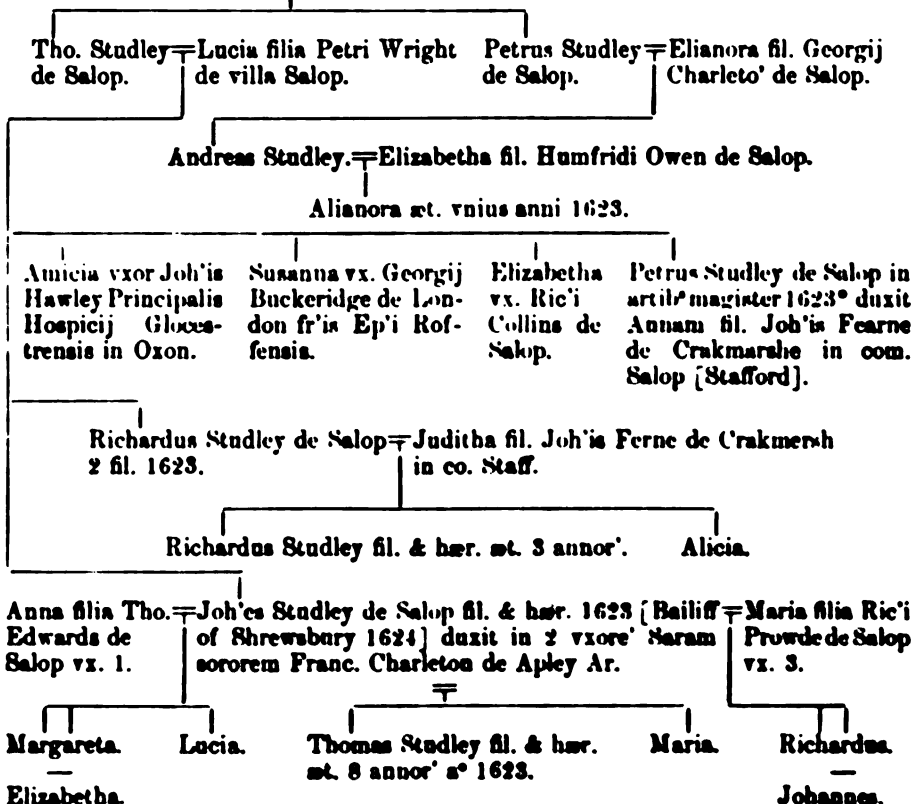 Tho. Studley=Lucia filia Petri Wright
de Salop. de villa Salop.
Petrus Studley=Elianora fil. Georgij
de Salop. Charleto' de Salop.
Andreas Studley.=Elizabetha fil. Humfridi Owen de Salop.
Alianora æt. vnius anni 1623.
Amicia vxor Joh'is
Hawley Principalis
Hospicij Gloces-
trensis in Oxon.
Susanna vx. Georgij
Buckeridge de Lon-
don fr'is Ep'i Rof-
fensis.
Elizabetha
vx. Ric'i
Collins de
Salop.
Petrus Studley de Salop in
artib' magister 1623° duxit
Annam fil. Joh'is Fearne
de Crakmarshe in com.
Salop [Stafford].
Richardus Studley de Salop=Juditha fil. Joh'is Ferne de Crakmersh
2 fil. 1623. in co. Staff.
Richardus Studley fil. & hær. æt. 3 annor'. Alicia.
Anna filia Tho.=Joh'es Studley de Salop fil. & hær. 1623 [Bailiff=Maria filia Ric'i
Edwards de of Shrewsbury 1624] duxit in 2 vxore' Saram Prowde de Salop
Salop vx. 1. sororem Franc. Charleton de Apley Ar. vx. 3.
Margareta. Lucia. Thomas Studley fil. & hær. Maria. Richardus.
æt. 8 annor' a° 1623.
Elizabetha. Johannes.